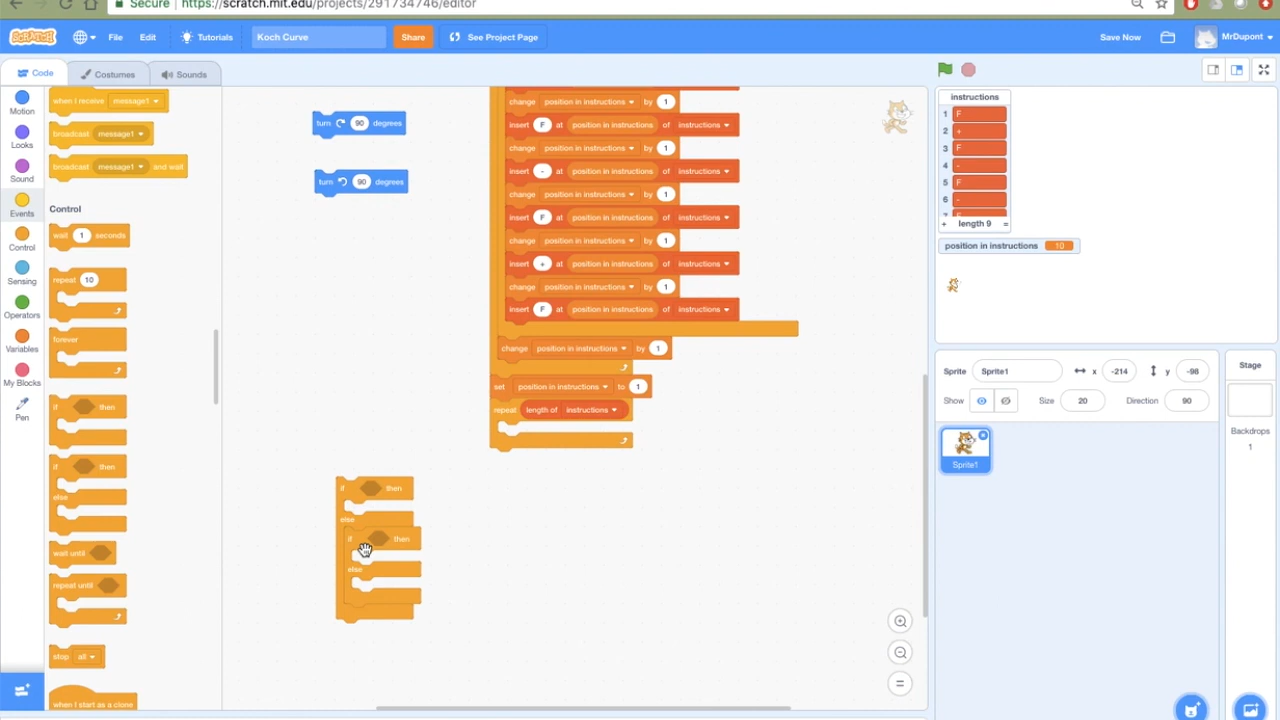 Secure https://scratch.mit.edu/projects/291734746/editor
SCRATCH File Edit Tutorials Koch Curve Share See Project Page Save Now MrDupont
Code Costumes Sounds
Motion
Looks
Sound
Events
Control
Sensing
Operators
Variables
My Blocks
Pen
when I receive message1
broadcast message1
broadcast message1 and wait
Control
wait 1 seconds
repeat 10
forever
if then
if then
else
wait until
repeat until
stop all
when I start as a clone
turn 90 degrees
turn 90 degrees
change position in instructions by 1
insert F at position in instructions of instructions
change position in instructions by 1
insert - at position in instructions of instructions
change position in instructions by 1
insert F at position in instructions of instructions
change position in instructions by 1
insert + at position in instructions of instructions
change position in instructions by 1
insert F at position in instructions of instructions
change position in instructions by 1
set position in instructions to 1
repeat length of instructions
if then
else
if then
else
instructions
1 F
2 +
3 F
4 -
5 F
6 -
+ length 9 =
position in instructions 10
Sprite Sprite1 x -214 y -98
Show Size 20 Direction 90
Sprite1
Stage
Backdrops
1